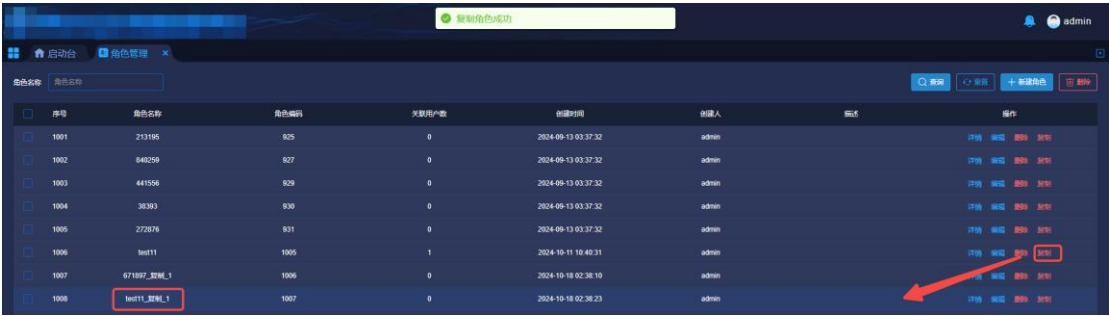 复制角色成功
admin
启动台 角色管理 ×
角色名称 角色名称 查询 重置 + 新建角色 删除
序号 角色名称 角色编码 关联用户数 创建时间 创建人 描述 操作
1001 213195 925 0 2024-09-13 03:37:32 admin 详情 编辑 删除 复制
1002 840259 927 0 2024-09-13 03:37:32 admin 详情 编辑 删除 复制
1003 441556 929 0 2024-09-13 03:37:32 admin 详情 编辑 删除 复制
1004 38393 930 0 2024-09-13 03:37:32 admin 详情 编辑 删除 复制
1005 272876 931 0 2024-09-13 03:37:32 admin 详情 编辑 删除 复制
1006 test11 1005 1 2024-10-11 10:40:31 admin 详情 编辑 删除 复制
1007 671897_复制_1 1006 0 2024-10-18 02:38:10 admin 编辑 删除 复制
1008 test11_复制_1 1007 0 2024-10-18 02:38:23 admin 详情 编辑 删除 复制